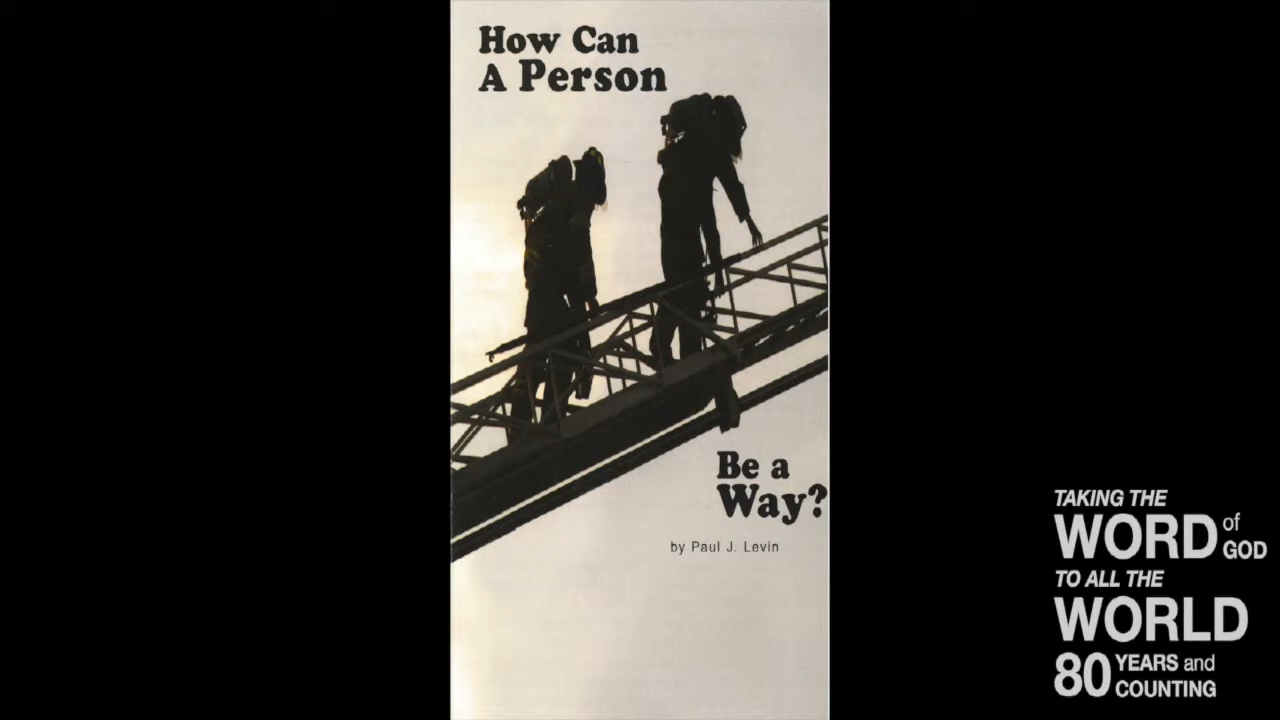 How Can
A Person
Be a
Way?
by Paul J. Levin
TAKING THE
WORD of GOD
TO ALL THE
WORLD
80 YEARS and
COUNTING